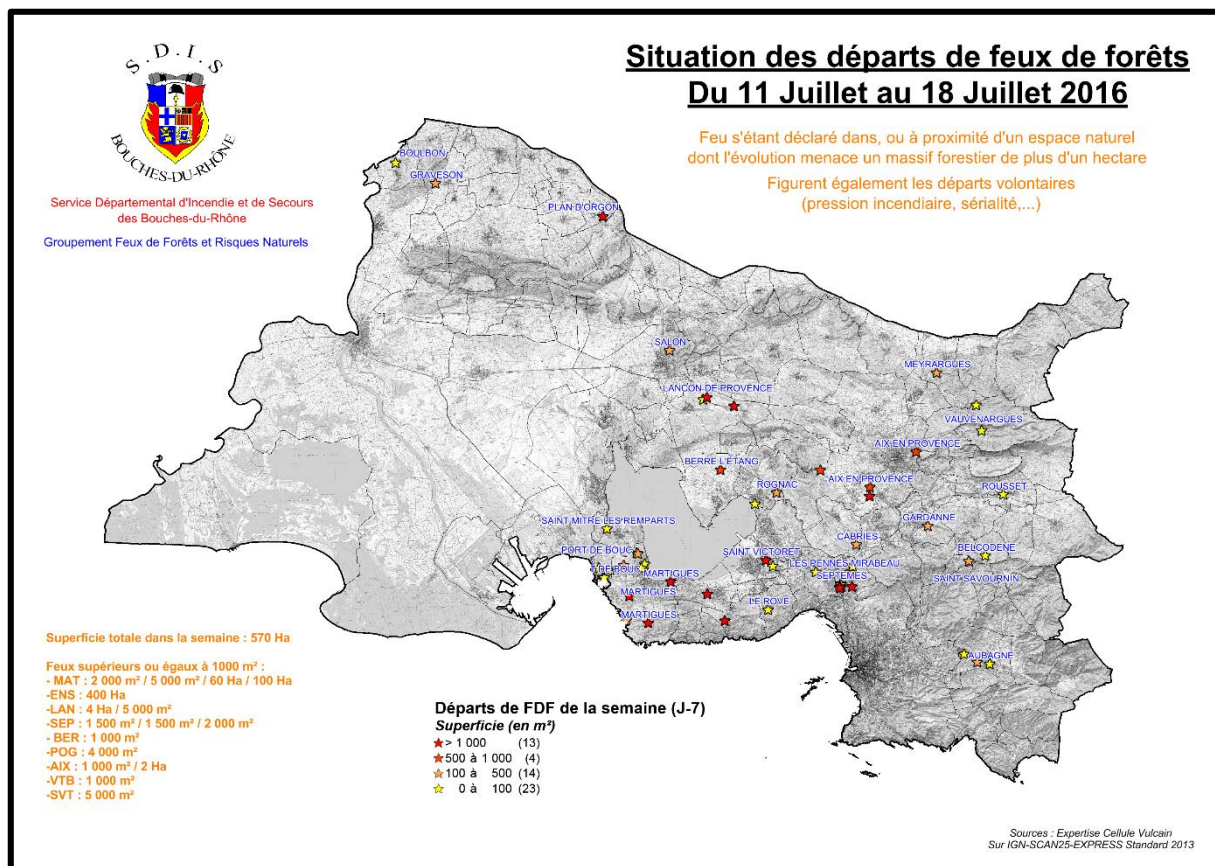 S.D.I.S
BOUCHES-DU-RHÔNE
Service Départemental d'Incendie et de Secours
des Bouches-du-Rhône
Groupement Feux de Forêts et Risques Naturels
Situation des départs de feux de forêts
Du 11 Juillet au 18 Juillet 2016
Feu s'étant déclaré dans, ou à proximité d'un espace naturel
dont l'évolution menace un massif forestier de plus d'un hectare
Figurent également les départs volontaires
(pression incendiaire, sérialité,...)
BOULBON
GRAVESON
PLAN D'ORGON
SALON
MEYRARGUES
LANCON-DE-PROVENCE
VAUVENARGUES
AIX EN PROVENCE
BERRE L'ETANG
AIX EN PROVENCE
ROGNAC
ROUSSET
SAINT MITRE LES REMPARTS
GARDANNE
CABRIES
PORT DE BOUC
SAINT VICTORET
BELCODENE
LES PENNES MIRABEAU
T DE BOUC
MARTIGUES
SEPTEMES
SAINT SAVOURNIN
MARTIGUES
LE ROVE
MARTIGUES
AUBAGNE
Superficie totale dans la semaine : 570 Ha
Feux supérieurs ou égaux à 1000 m² :
- MAT : 2 000 m² / 5 000 m² / 60 Ha / 100 Ha
-ENS : 400 Ha
-LAN : 4 Ha / 5 000 m²
-SEP : 1 500 m² / 1 500 m² / 2 000 m²
- BER : 1 000 m²
-POG : 4 000 m²
-AIX : 1 000 m² / 2 Ha
-VTB : 1 000 m²
-SVT : 5 000 m²
Départs de FDF de la semaine (J-7)
Superficie (en m²)
> 1 000 (13)
500 à 1 000 (4)
100 à 500 (14)
0 à 100 (23)
Sources : Expertise Cellule Vulcain
Sur IGN-SCAN25-EXPRESS Standard 2013